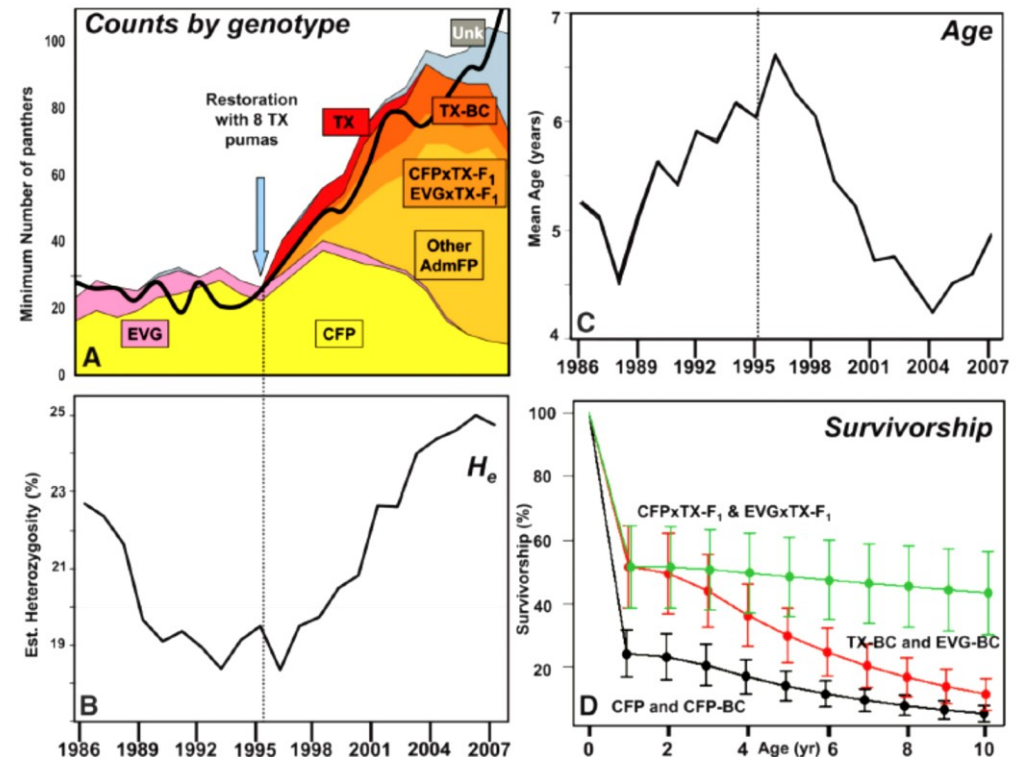 Counts by genotype
Minimum Number of panthers
100
80
60
40
20
0
Restoration
with 8 TX
pumas
Unk
TX
TX-BC
CFPxTX-F₁
EVGxTX-F₁
Other
AdmFP
EVG
CFP
A
Age
Mean Age (years)
7
6
5
4
C
1986 1989 1992 1995 1998 2001 2004 2007
Hₑ
Est. Heterozygosity (%)
25
23
21
19
B
1986 1989 1992 1995 1998 2001 2004 2007
Survivorship
Survivorship (%)
100
80
60
40
20
CFPxTX-F₁ & EVGxTX-F₁
TX-BC and EVG-BC
CFP and CFP-BC
D
0 2 4 Age (yr) 6 8 10